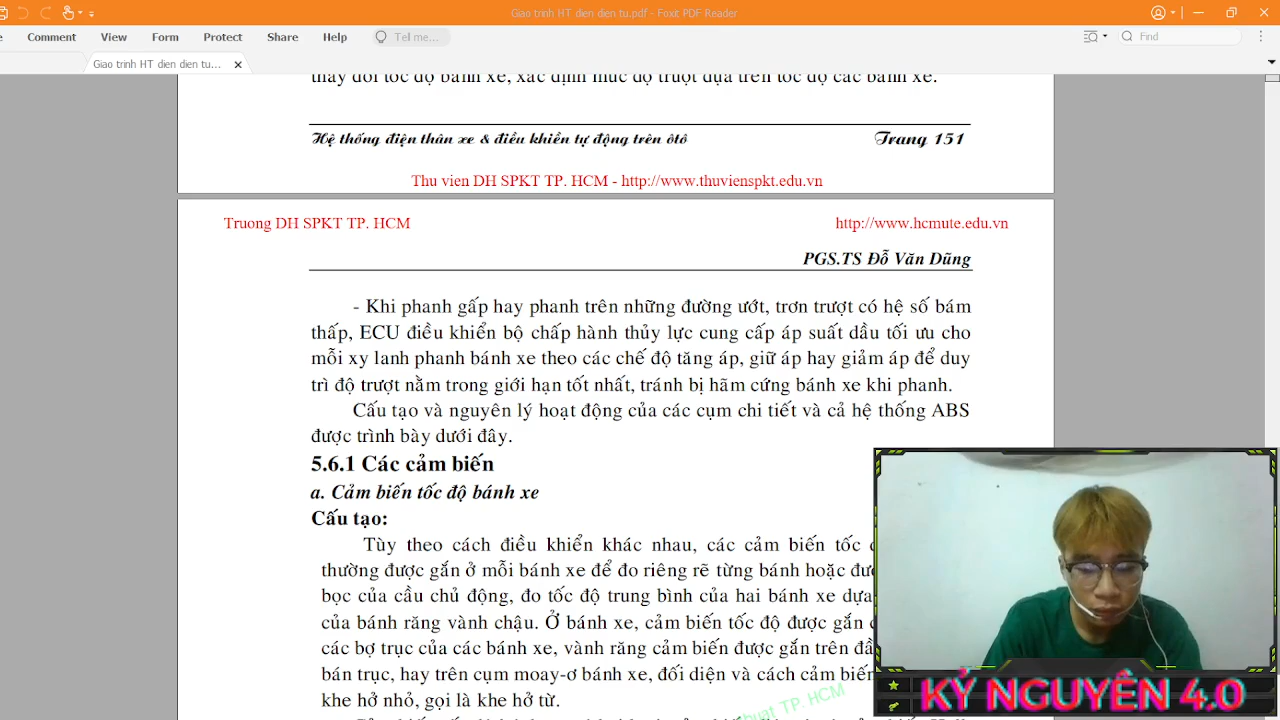 Giao trinh HT dien dien tu.pdf - Foxit PDF Reader
Comment View Form Protect Share Help Tell me... Find
Giao trinh HT dien dien tu...
thay đổi tốc độ bánh xe, xác định mức độ trượt dựa trên tốc độ các bánh xe.
Hệ thống điện thân xe & điều khiển tự động trên ôtô Trang 151
Thu vien DH SPKT TP. HCM - http://www.thuvienspkt.edu.vn
Truong DH SPKT TP. HCM http://www.hcmute.edu.vn
PGS.TS Đỗ Văn Dũng
- Khi phanh gấp hay phanh trên những đường ướt, trơn trượt có hệ số bám
thấp, ECU điều khiển bộ chấp hành thủy lực cung cấp áp suất dầu tối ưu cho
mỗi xy lanh phanh bánh xe theo các chế độ tăng áp, giữ áp hay giảm áp để duy
trì độ trượt nằm trong giới hạn tốt nhất, tránh bị hãm cứng bánh xe khi phanh.
Cấu tạo và nguyên lý hoạt động của các cụm chi tiết và cả hệ thống ABS
được trình bày dưới đây.
5.6.1 Các cảm biến
a. Cảm biến tốc độ bánh xe
Cấu tạo:
Tùy theo cách điều khiển khác nhau, các cảm biến tốc
thường được gắn ở mỗi bánh xe để đo riêng rẽ từng bánh hoặc
bọc của cầu chủ động, đo tốc độ trung bình của hai bánh xe dựa
của bánh răng vành chậu. Ở bánh xe, cảm biến tốc độ được gắn
các bợ trục của các bánh xe, vành răng cảm biến được gắn trên
bán trục, hay trên cụm moay-ơ bánh xe, đối diện và cách cảm biến
khe hở nhỏ, gọi là khe hở từ.
TP. HCM
KỶ NGUYÊN 4.0